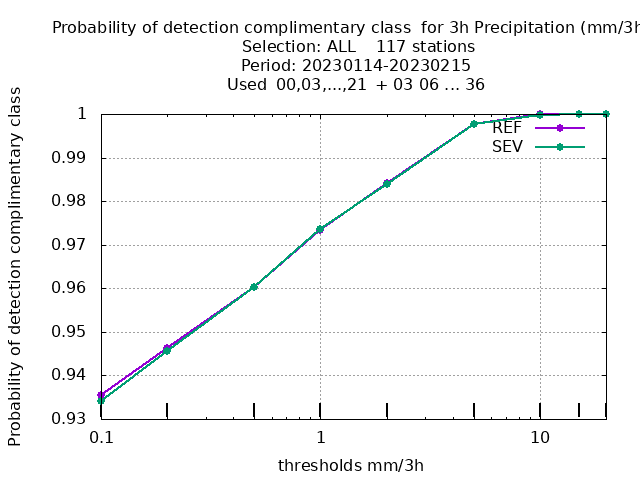 Probability of detection complimentary class  for 3h Precipitation (mm/3h
Selection: ALL    117 stations
Period: 20230114-20230215
Used  00,03,...,21  + 03 06 ... 36
Probability of detection complimentary class
1
0.99
0.98
0.97
0.96
0.95
0.94
0.93
REF
SEV
0.1
1
10
thresholds mm/3h